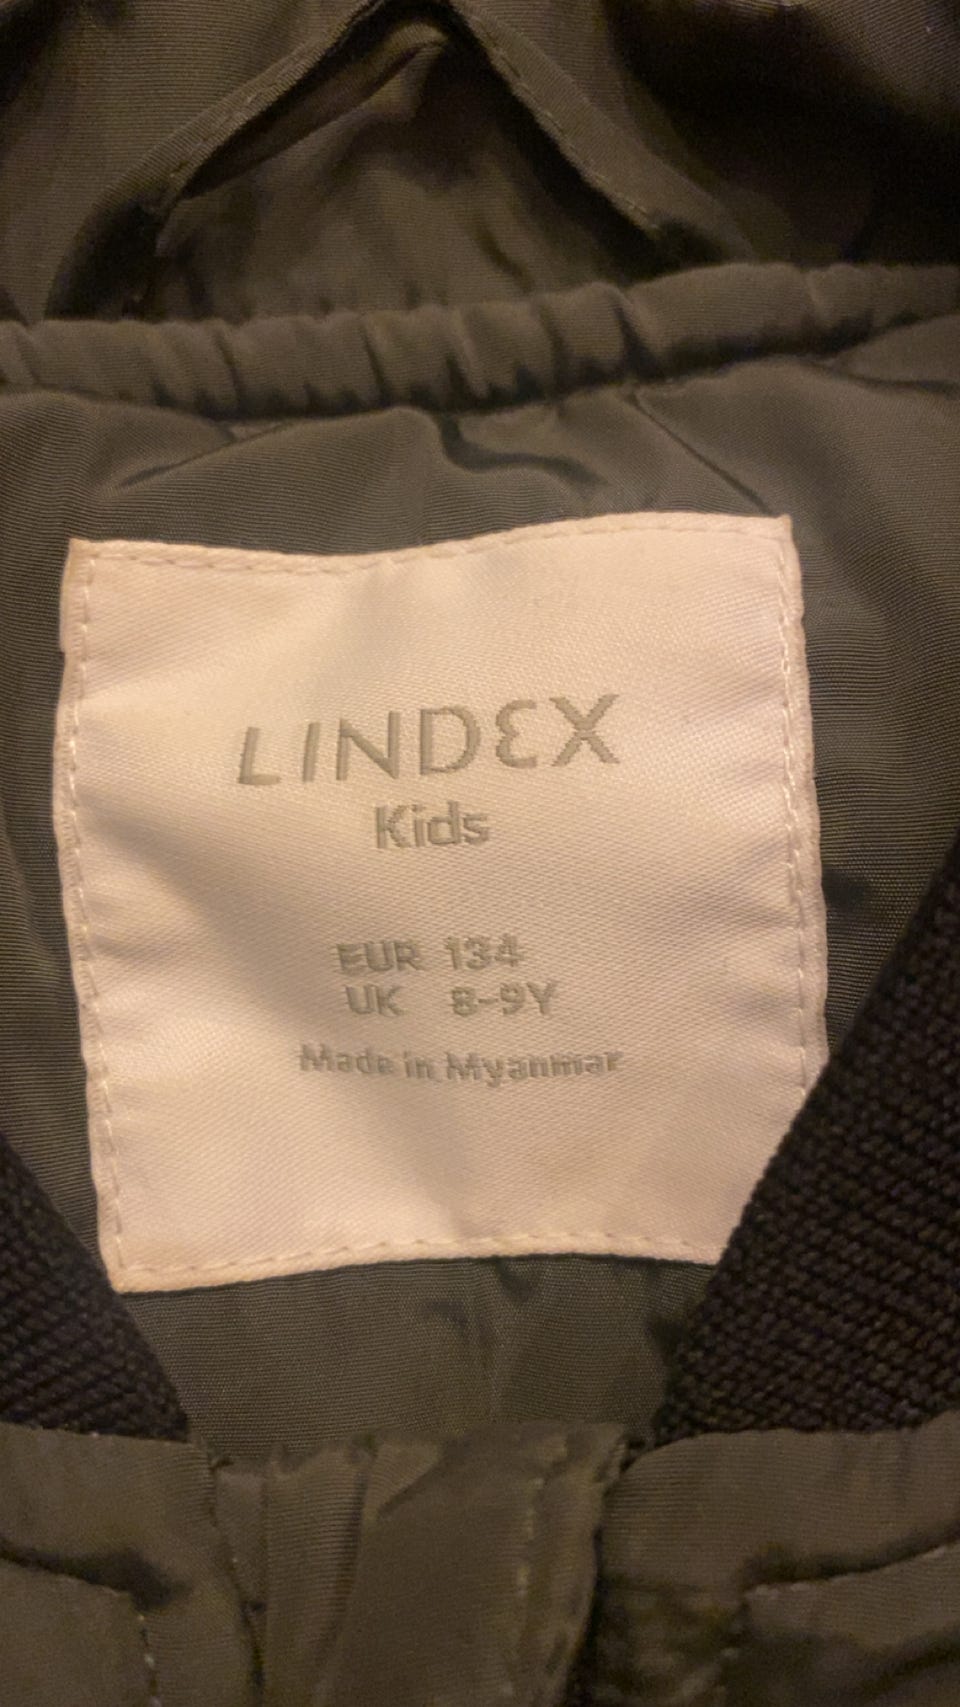 LINDEX
Kids
EUR 134
UK 8-9Y
Made in Myanmar